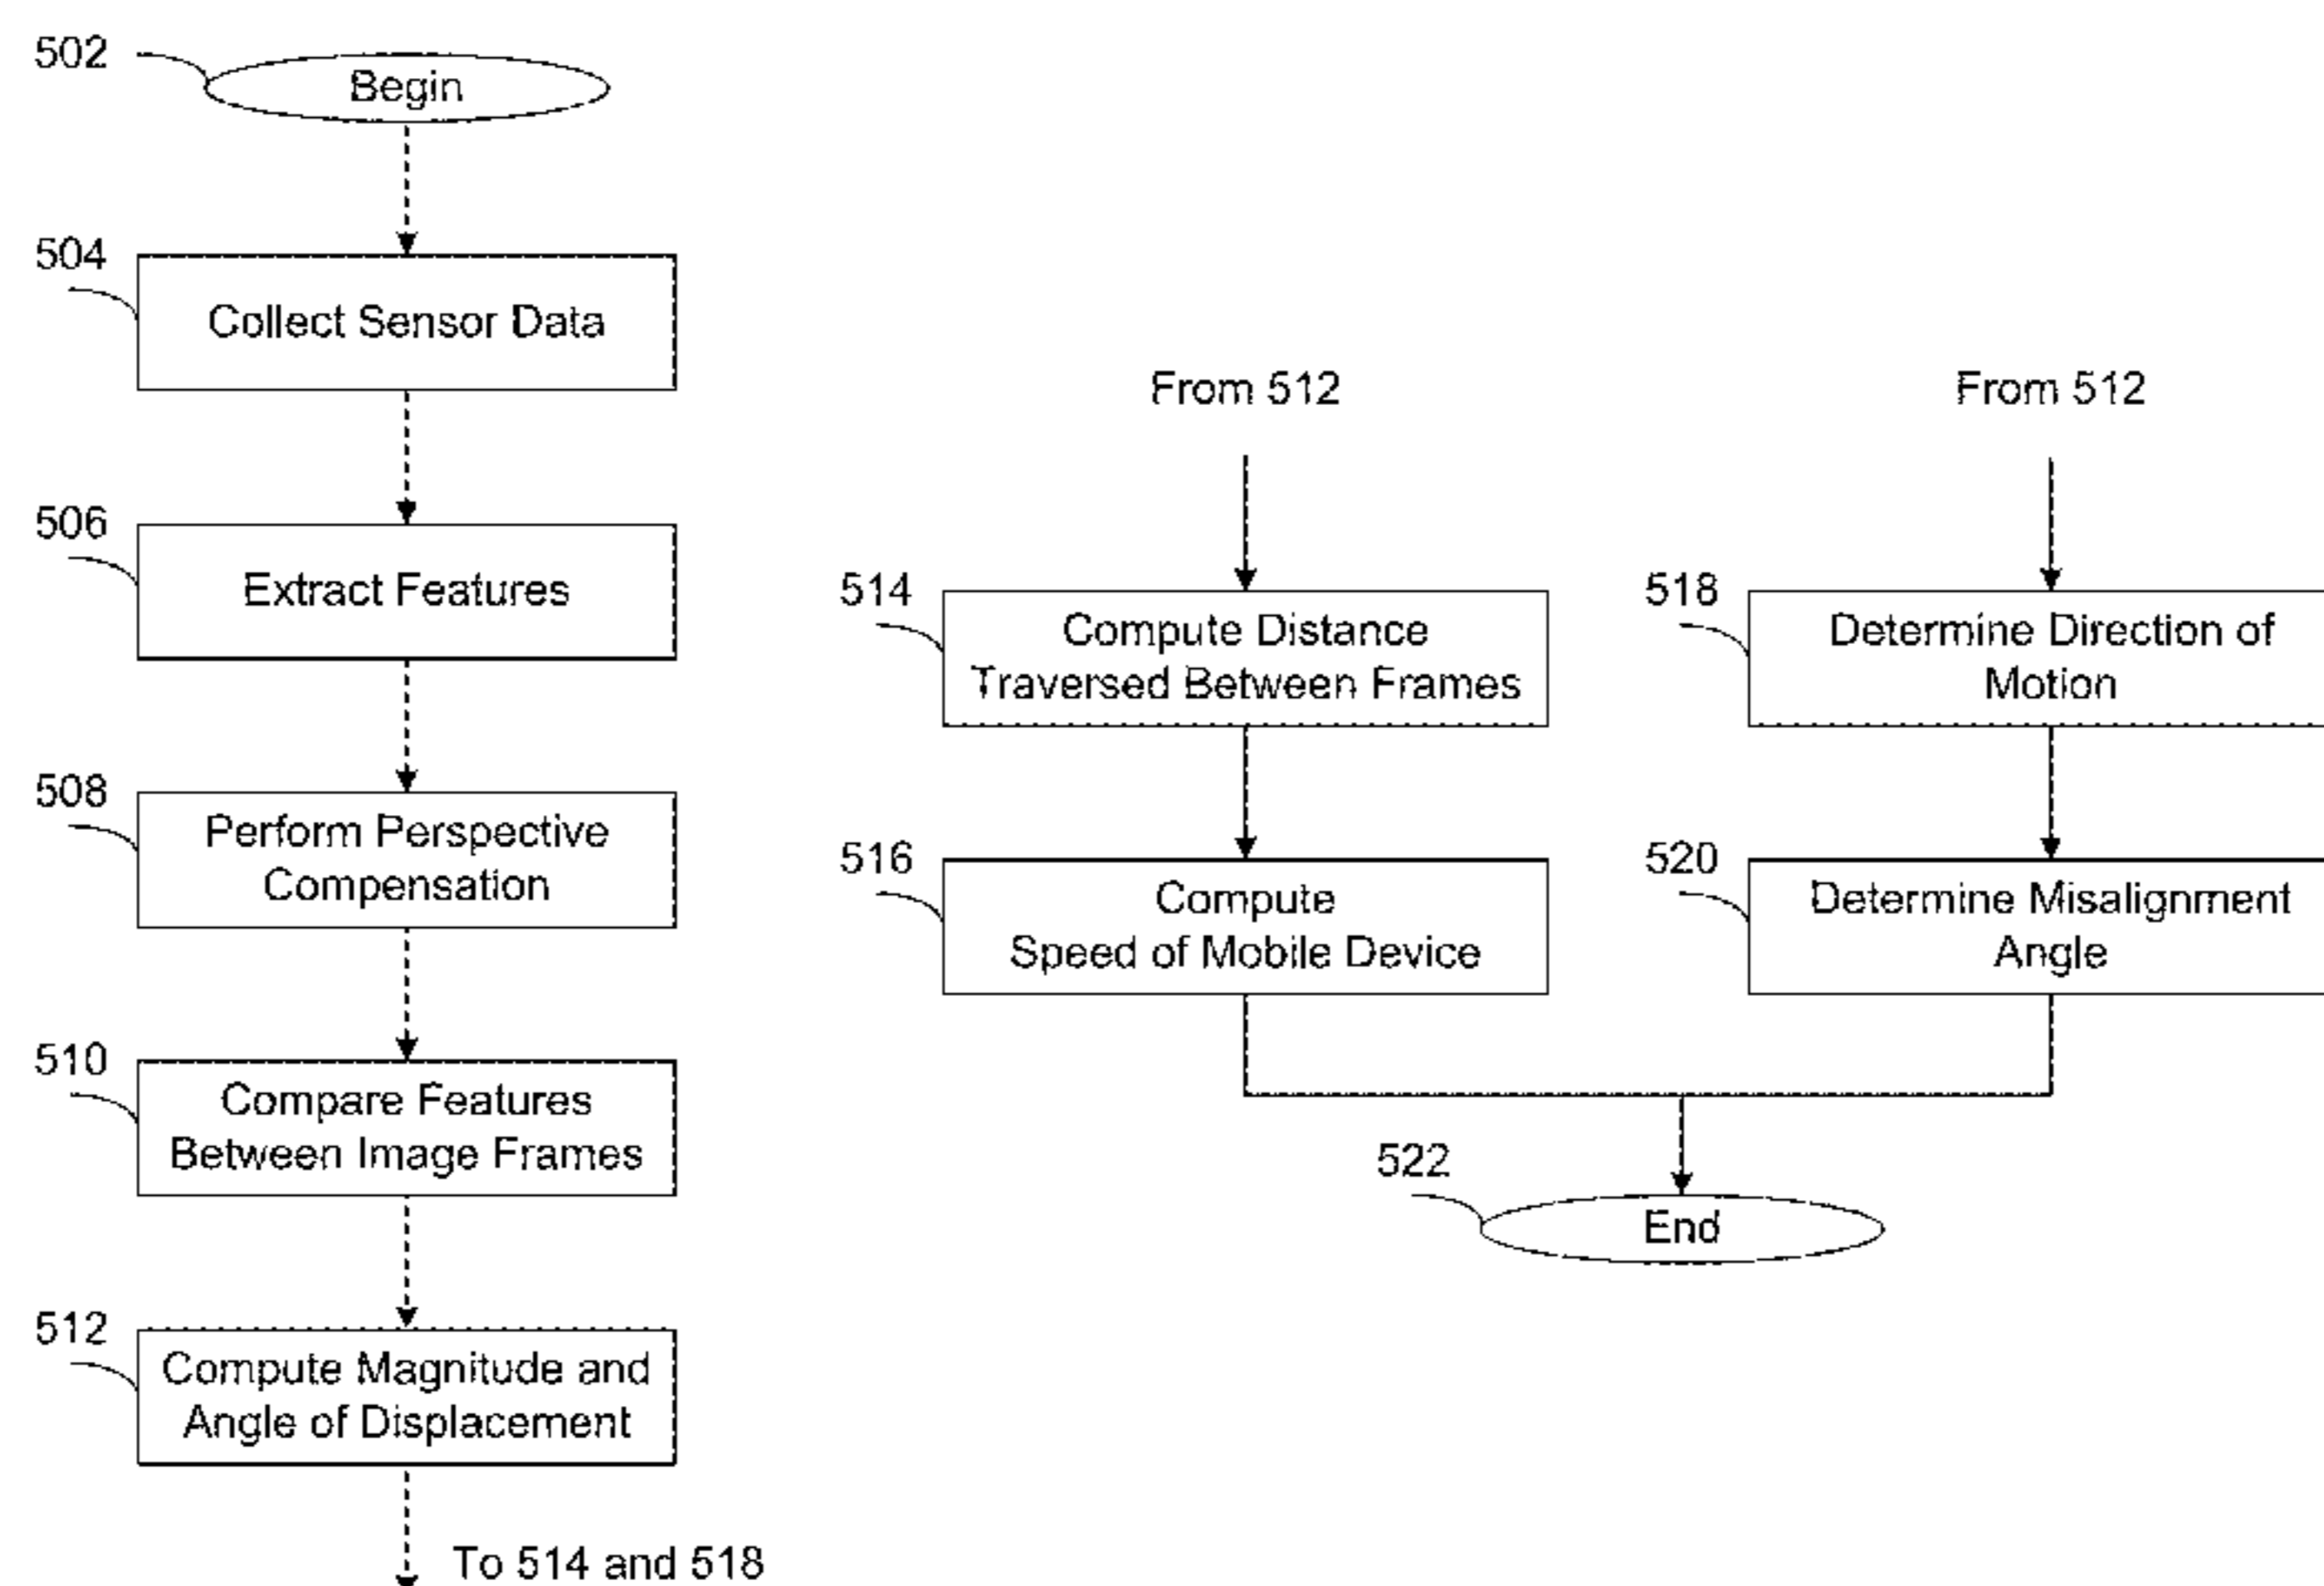 502
Begin
504
Collect Sensor Data
506
Extract Features
508
Perform Perspective
Compensation
510
Compare Features
Between Image Frames
512
Compute Magnitude and
Angle of Displacement
To 514 and 518
From 512
514
Compute Distance
Traversed Between Frames
516
Compute
Speed of Mobile Device
From 512
518
Determine Direction of
Motion
520
Determine Misalignment
Angle
522
End